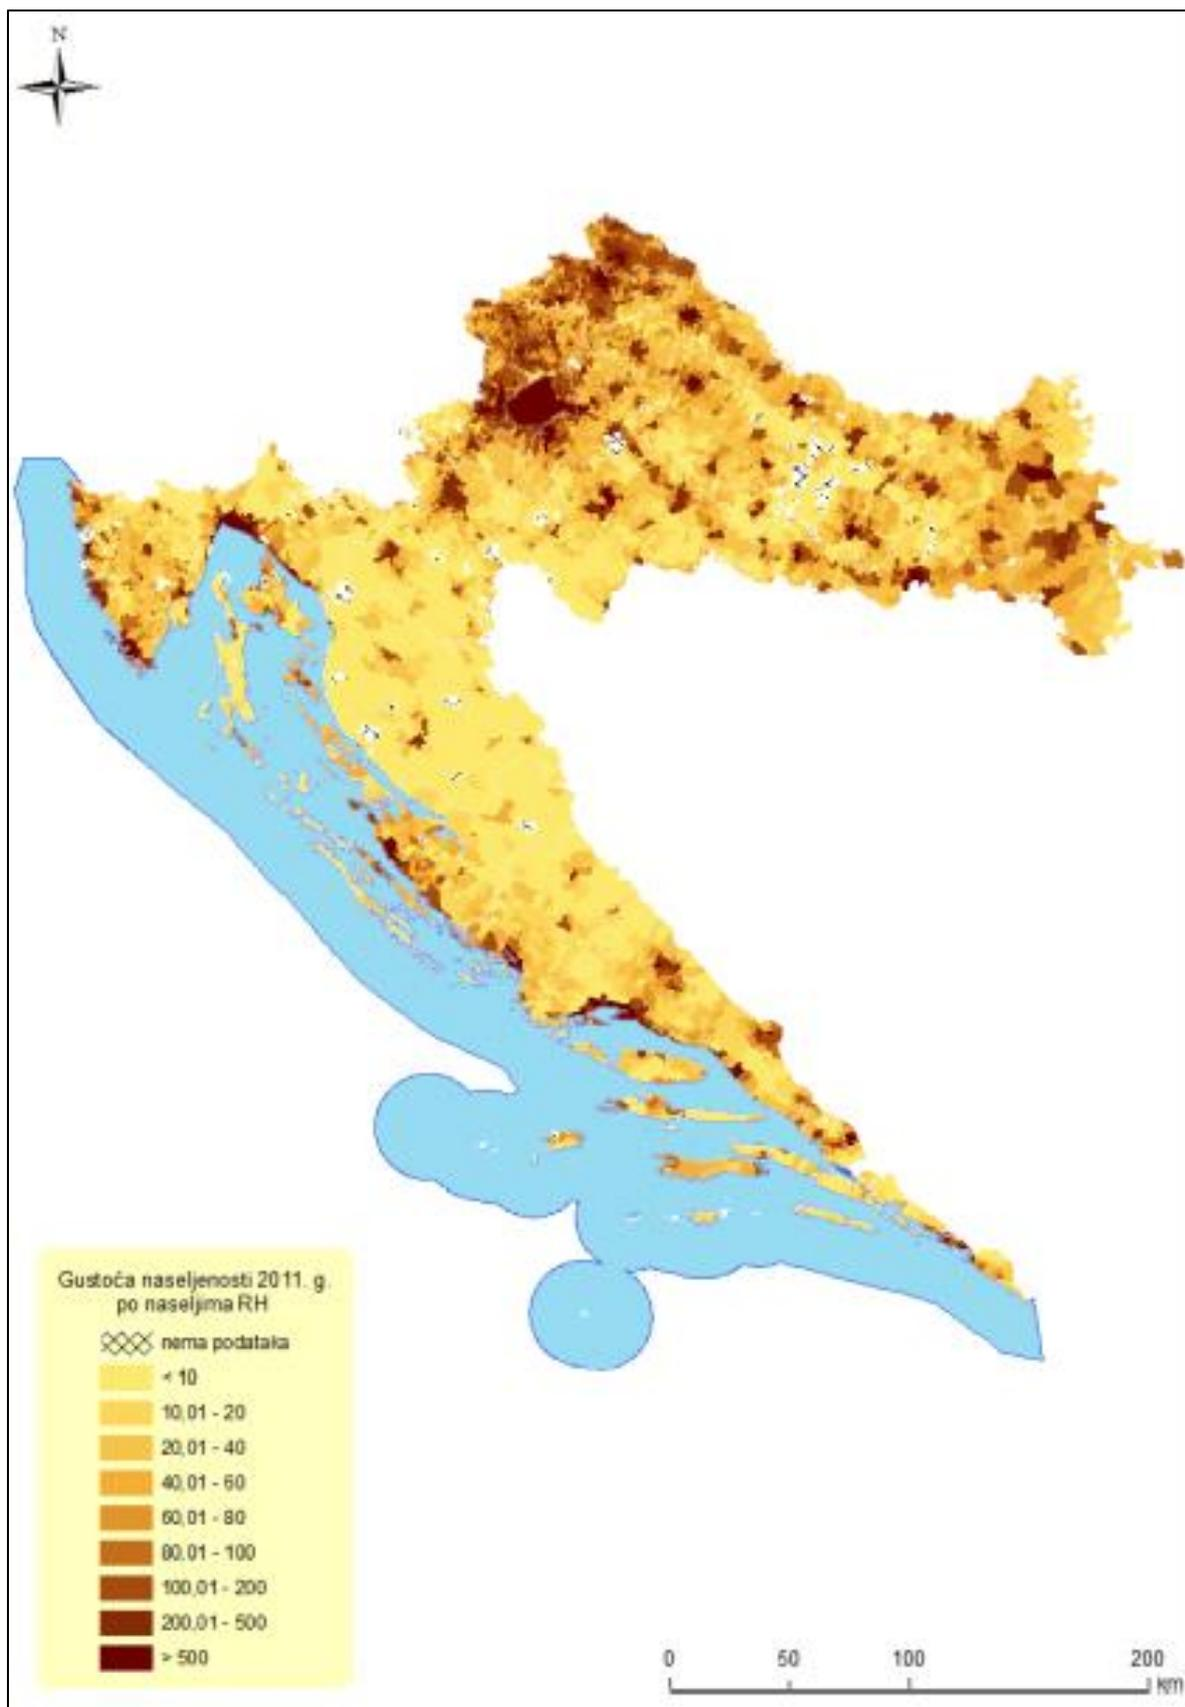 N
Gustoća naseljenosti 2011. g.
po naseljima RH
nema podataka
< 10
10,01 - 20
20,01 - 40
40,01 - 60
60,01 - 80
80,01 - 100
100,01 - 200
200,01 - 500
> 500
0 50 100 200
km